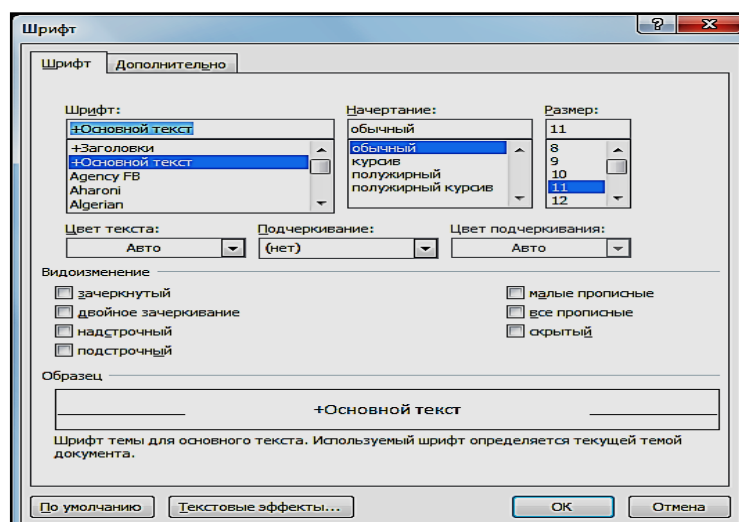 Шрифт
Шрифт Дополнительно
Шрифт: Начертание: Размер:
+Основной текст обычный 11
+Заголовки обычный 8
+Основной текст курсив 9
Agency FB полужирный 10
Aharoni полужирный курсив 11
Algerian 12
Цвет текста: Подчеркивание: Цвет подчеркивания:
Авто (нет) Авто
Видоизменение
зачеркнутый малые прописные
двойное зачеркивание все прописные
надстрочный скрытый
подстрочный
Образец
+Основной текст
Шрифт темы для основного текста. Используемый шрифт определяется текущей темой
документа.
По умолчанию Текстовые эффекты... ОК Отмена